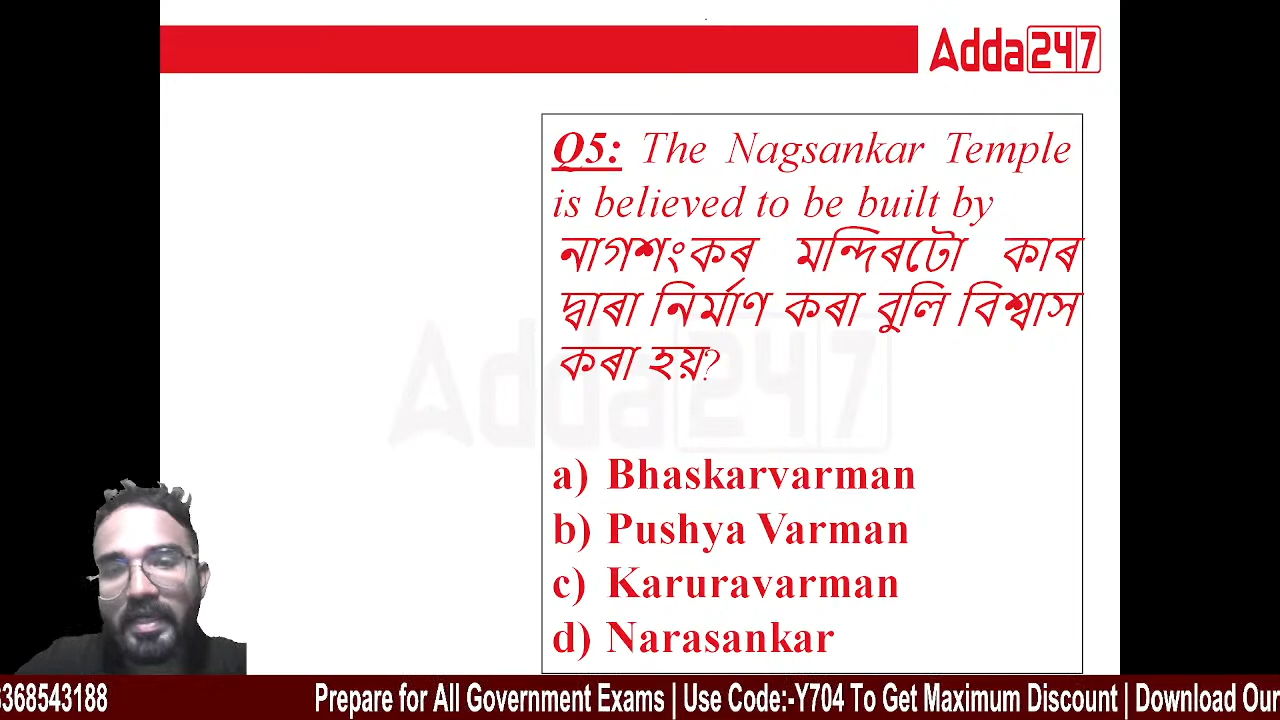 Adda247
Q5: The Nagsankar Temple
is believed to be built by
নাগশংকৰ মন্দিৰটো কাৰ
দ্বাৰা নিৰ্মাণ কৰা বুলি বিশ্বাস
কৰা হয়?
Adda247
a) Bhaskarvarman
b) Pushya Varman
c) Karuravarman
d) Narasankar
368543188 Prepare for All Government Exams | Use Code:-Y704 To Get Maximum Discount | Download Our